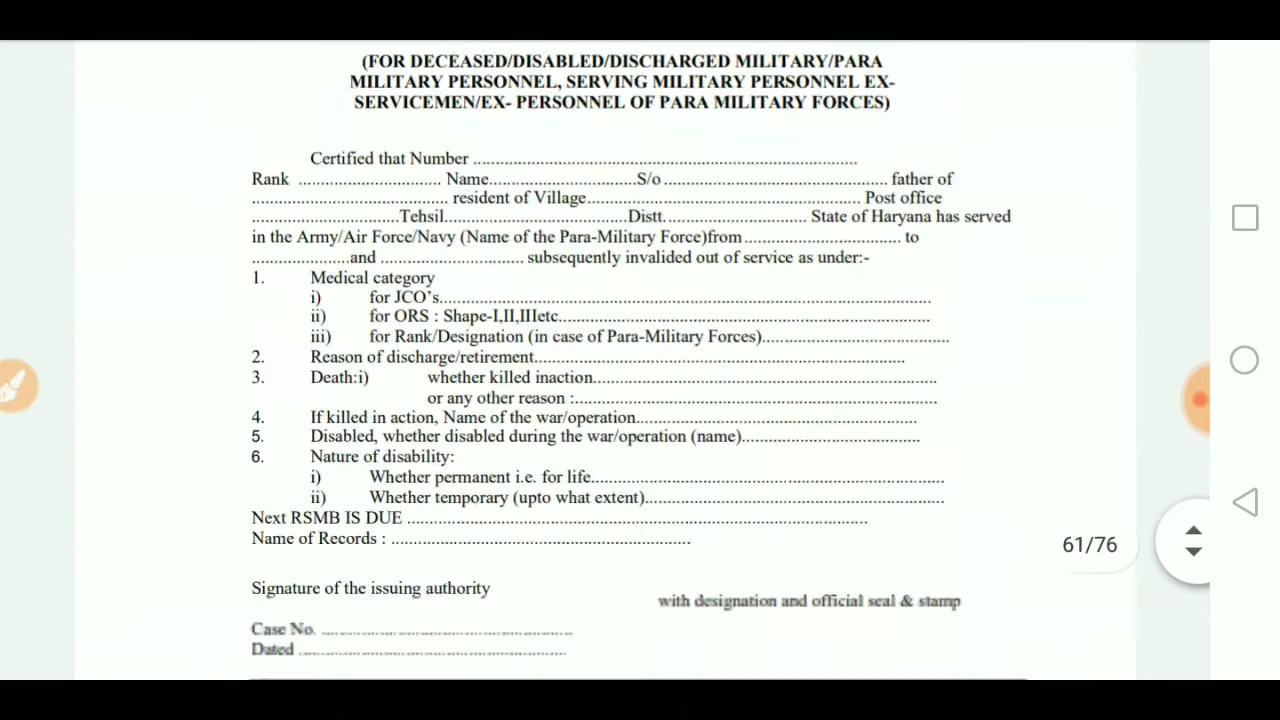 (FOR DECEASED/DISABLED/DISCHARGED MILITARY/PARA
MILITARY PERSONNEL, SERVING MILITARY PERSONNEL EX-
SERVICEMEN/EX- PERSONNEL OF PARA MILITARY FORCES)
Certified that Number .....................................................................................
Rank ............................... Name.................................S/o .................................................. father of
............................................ resident of Village............................................................. Post office
.................................Tehsil.........................................Distt................................ State of Haryana has served
in the Army/Air Force/Navy (Name of the Para-Military Force)from................................... to
......................and ................................ subsequently invalided out of service as under:-
1. Medical category
i) for JCO's.............................................................................................................
ii) for ORS : Shape-I,II,IIIetc...................................................................................
iii) for Rank/Designation (in case of Para-Military Forces)..........................................
2. Reason of discharge/retirement...................................................................................
3. Death:i) whether killed inaction............................................................................
or any other reason :................................................................................
4. If killed in action, Name of the war/operation..............................................................
5. Disabled, whether disabled during the war/operation (name)........................................
6. Nature of disability:
i) Whether permanent i.e. for life..............................................................................
ii) Whether temporary (upto what extent)..................................................................
Next RSMB IS DUE ......................................................................................................
Name of Records : ..................................................................
Signature of the issuing authority
with designation and official seal & stamp
Case No. ........................................................
Dated ...........................................................
61/76